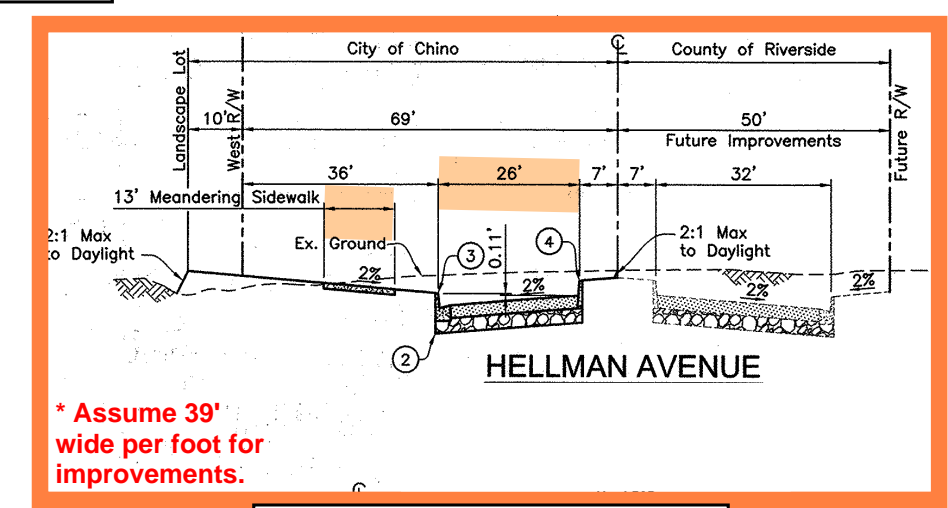 City of Chino
℄
County of Riverside
Landscape Lot
West R/W
Future R/W
10'
69'
50'
Future Improvements
36'
26'
7'
7'
32'
13' Meandering Sidewalk
2:1 Max
to Daylight
Ex. Ground
3
0.11'
4
2:1 Max
to Daylight
2%
2%
2%
2%
2
HELLMAN AVENUE
* Assume 39'
wide per foot for
improvements.